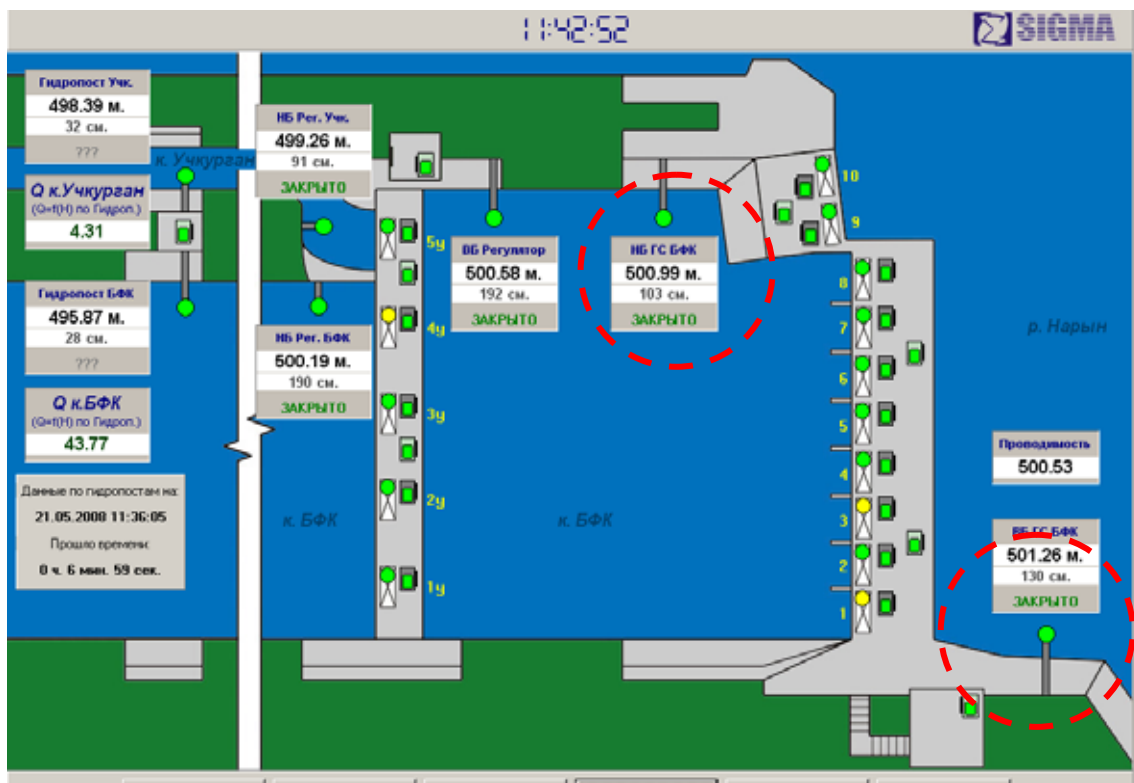 11:42:52
SIGMA
Гидропост Учк.
498.39 м.
32 см.
???
к. Учкурган
Q к.Учкурган
(Q=f(H) по Гидроп.)
4.31
Гидропост БФК
495.87 м.
28 см.
???
Q к.БФК
(Q=f(H) по Гидроп.)
43.77
Данные по гидропостам на:
21.05.2008 11:36:05
Прошло времени:
0 ч. 6 мин. 59 сек.
НБ Рег. Учк.
499.26 м.
91 см.
ЗАКРЫТО
НБ Рег. БФК
500.19 м.
190 см.
ЗАКРЫТО
к. БФК
5у
4у
3у
2у
1у
ВБ Регулятор
500.58 м.
192 см.
ЗАКРЫТО
НБ ГС БФК
500.99 м.
103 см.
ЗАКРЫТО
к. БФК
10
9
8
7
6
5
4
3
2
1
р. Нарын
Проводимость
500.53
ВБ ГС БФК
501.26 м.
130 см.
ЗАКРЫТО